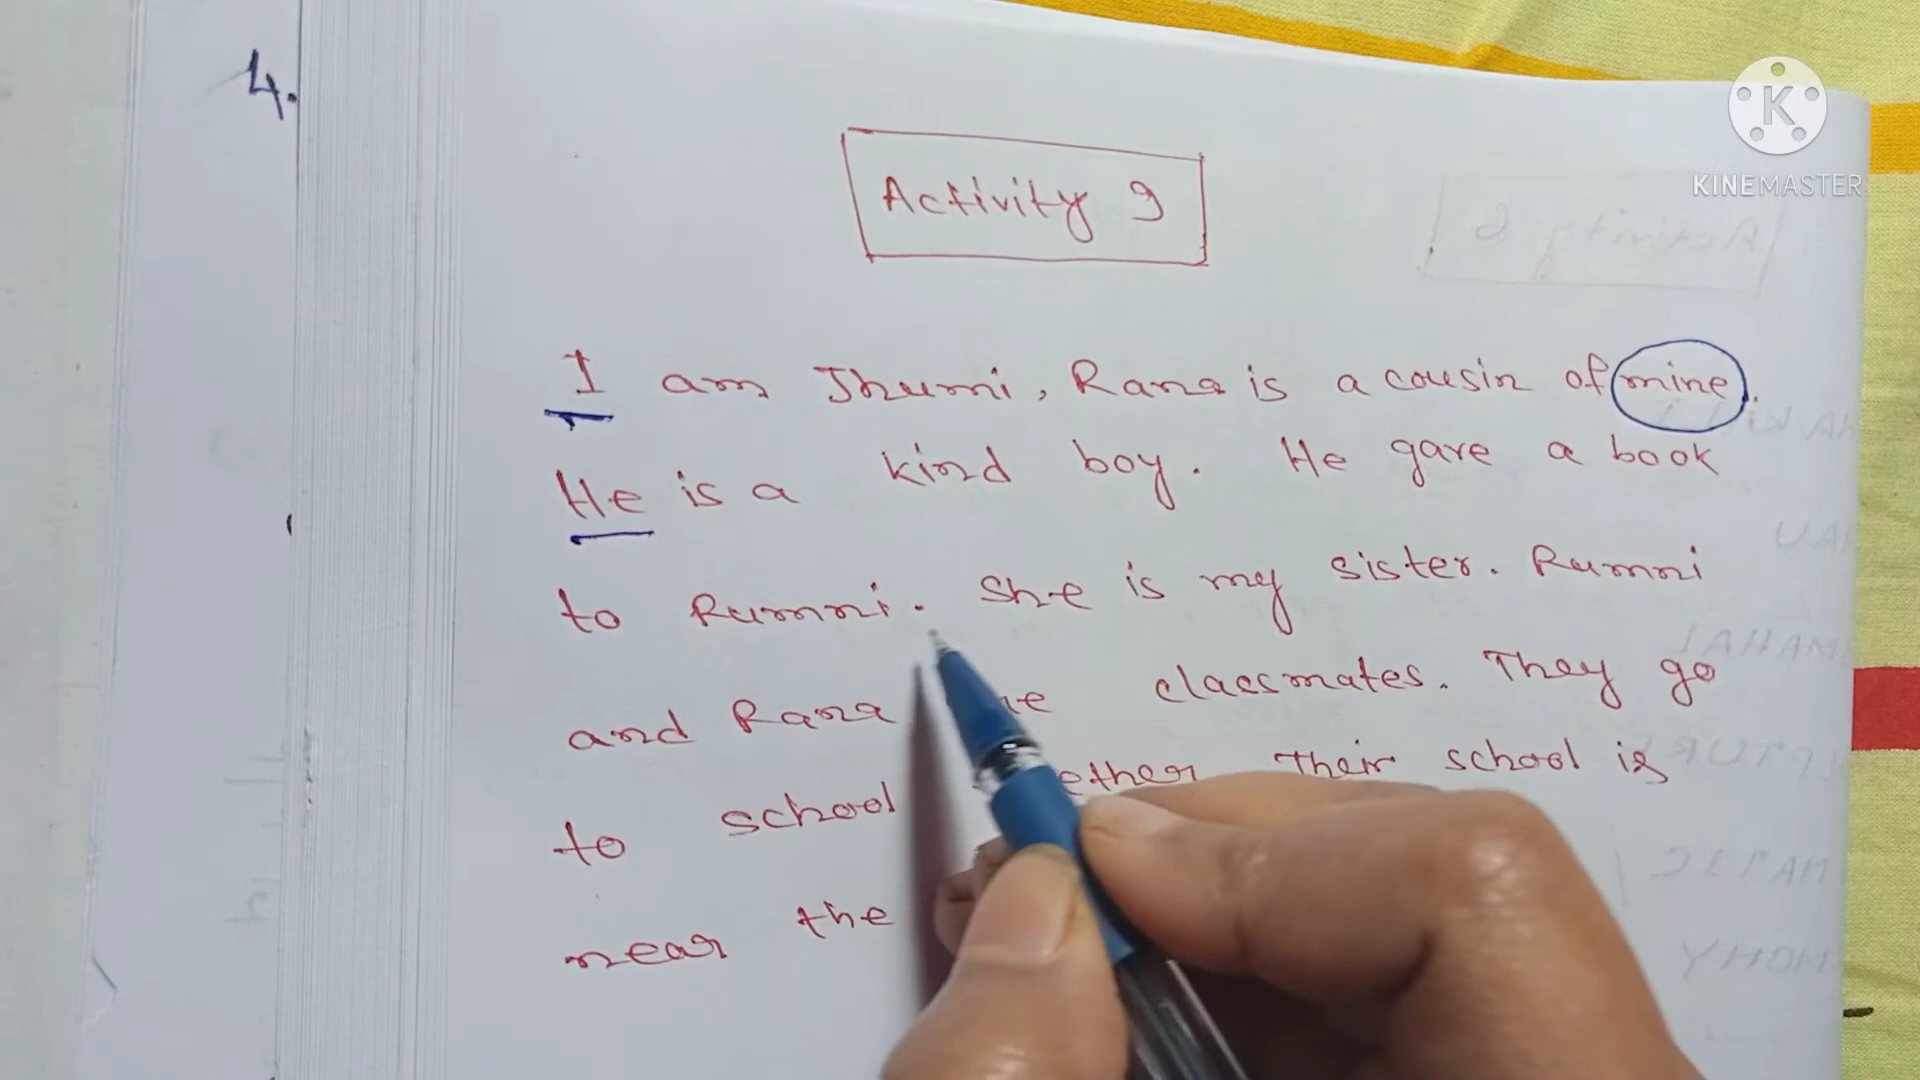 4.
Activity 9
I am Jhumi, Rana is a cousin of mine.
He is a kind boy. He gave a book
to Rumni. She is my sister. Rumni
and Rana classmates. They go
to school Their school is
near the
K
KINEMASTER